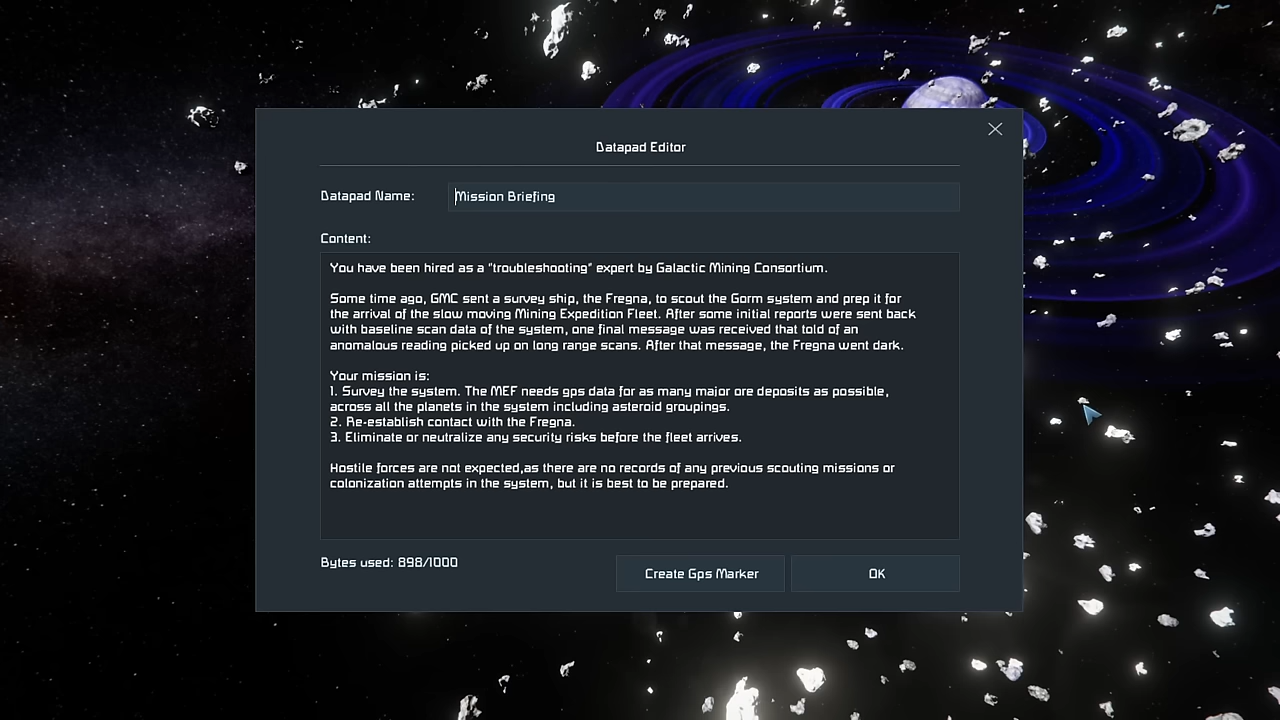 Datapad Editor
Datapad Name:
Mission Briefing
Content:
You have been hired as a "troubleshooting" expert by Galactic Mining Consortium.
Some time ago, GMC sent a survey ship, the Fregna, to scout the Gorm system and prep it for
the arrival of the slow moving Mining Expedition Fleet. After some initial reports were sent back
with baseline scan data of the system, one final message was received that told of an
anomalous reading picked up on long range scans. After that message, the Fregna went dark.
Your mission is:
1. Survey the system. The MEF needs gps data for as many major ore deposits as possible,
across all the planets in the system including asteroid groupings.
2. Re-establish contact with the Fregna.
3. Eliminate or neutralize any security risks before the fleet arrives.
Hostile forces are not expected,as there are no records of any previous scouting missions or
colonization attempts in the system, but it is best to be prepared.
Bytes used: 898/1000
Create Gps Marker
OK